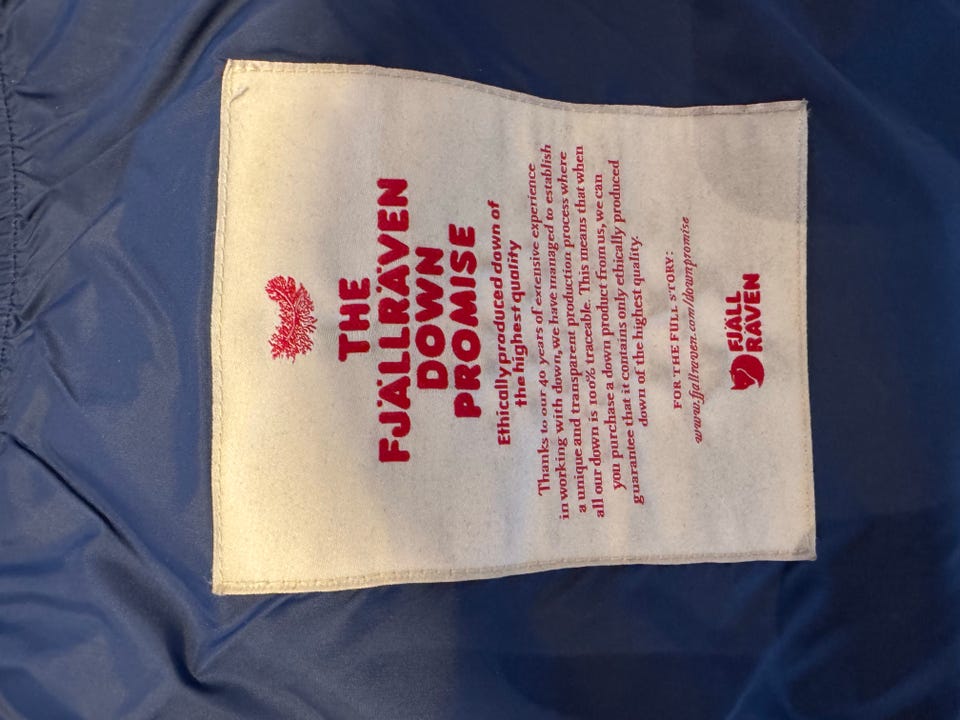 THE
FJÄLLRÄVEN
DOWN
PROMISE
Ethically produced down of
the highest quality
Thanks to our 40 years of extensive experience
in working with down, we have managed to establish
a unique and transparent production process where
all our down is 100% traceable. This means that when
you purchase a down product from us, we can
guarantee that it contains only ethically produced
down of the highest quality.
FOR THE FULL STORY:
www.fjallraven.com/downpromise
FJÄLL
RÄVEN